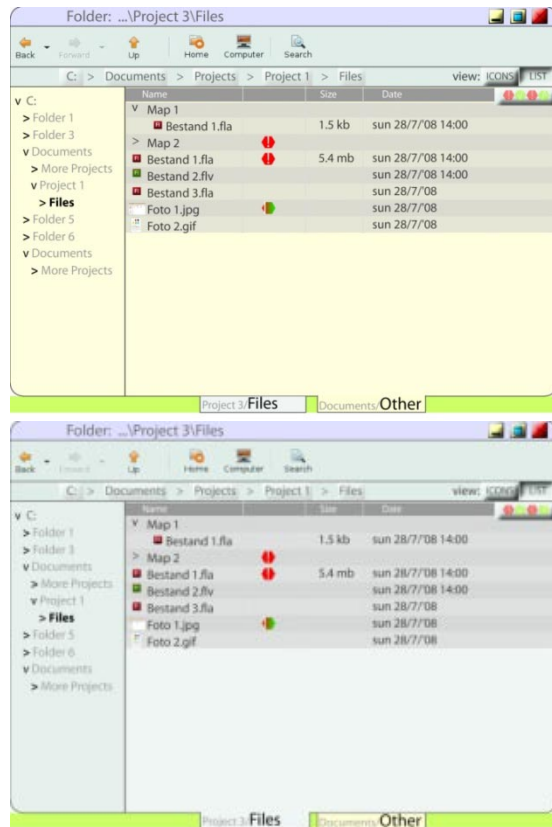 Folder: ...\Project 3\Files
Back Forward Up Home Computer Search
C: > Documents > Projects > Project 1 > Files view: ICONS LIST
Name Size Date
v C:
> Folder 1
> Folder 3
v Documents
> More Projects
v Project 1
> Files
> Folder 5
> Folder 6
v Documents
> More Projects
v Map 1
Bestand 1.fla 1.5 kb sun 28/7/'08 14:00
> Map 2
Bestand 1.fla 5.4 mb sun 28/7/'08 14:00
Bestand 2.flv sun 28/7/'08 14:00
Bestand 3.fla sun 28/7/'08
Foto 1.jpg sun 28/7/'08
Foto 2.gif sun 28/7/'08
Project 3/Files Documents/Other
Folder: ...\Project 3\Files
Back Forward Up Home Computer Search
C: > Documents > Projects > Project 1 > Files view: ICONS LIST
Name Size Date
v C:
> Folder 1
> Folder 3
v Documents
> More Projects
v Project 1
> Files
> Folder 5
> Folder 6
v Documents
> More Projects
v Map 1
Bestand 1.fla 1.5 kb sun 28/7/'08 14:00
> Map 2
Bestand 1.fla 5.4 mb sun 28/7/'08 14:00
Bestand 2.flv sun 28/7/'08 14:00
Bestand 3.fla sun 28/7/'08
Foto 1.jpg sun 28/7/'08
Foto 2.gif sun 28/7/'08
Project 3/Files Documents/Other